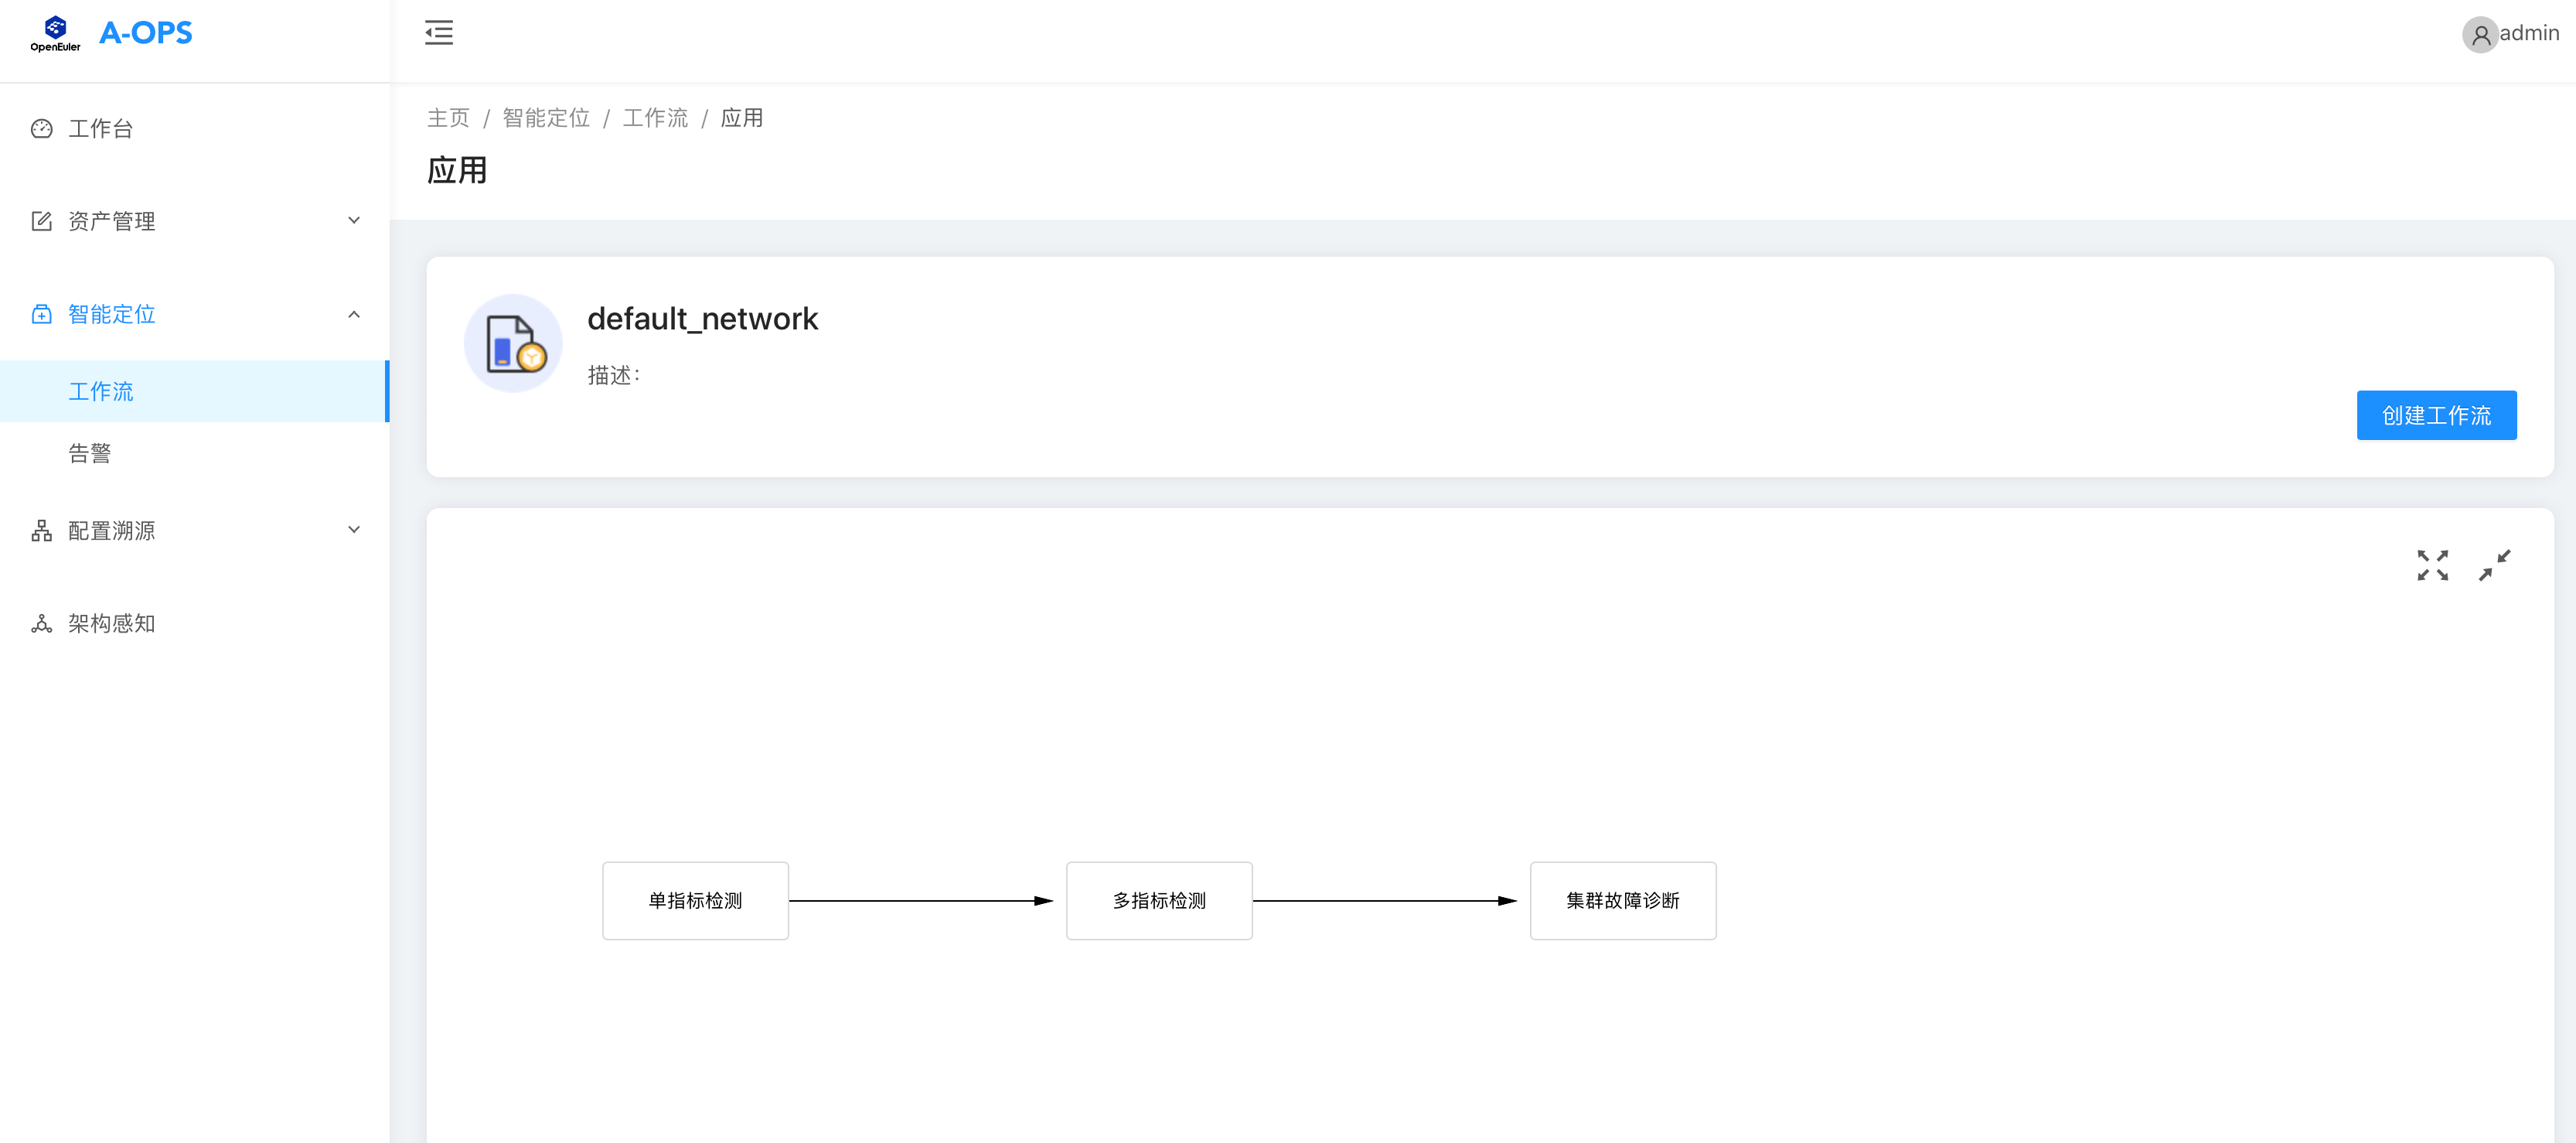 OpenEuler
A-OPS
admin
工作台
资产管理
智能定位
工作流
告警
配置溯源
架构感知
主页 / 智能定位 / 工作流 / 应用
应用
default_network
描述：
创建工作流
单指标检测
多指标检测
集群故障诊断